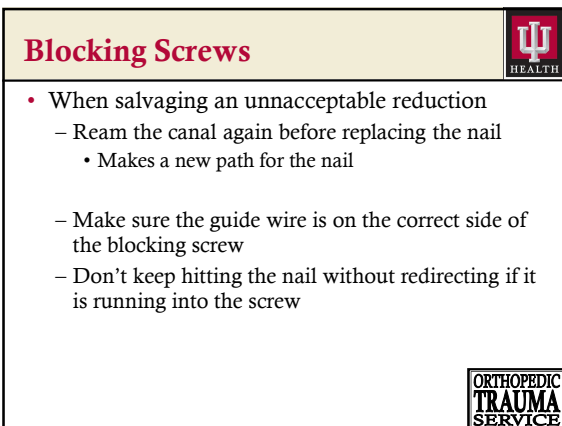 Blocking Screws
HEALTH
• When salvaging an unnacceptable reduction
– Ream the canal again before replacing the nail
• Makes a new path for the nail
– Make sure the guide wire is on the correct side of
the blocking screw
– Don't keep hitting the nail without redirecting if it
is running into the screw
ORTHOPEDIC
TRAUMA
SERVICE